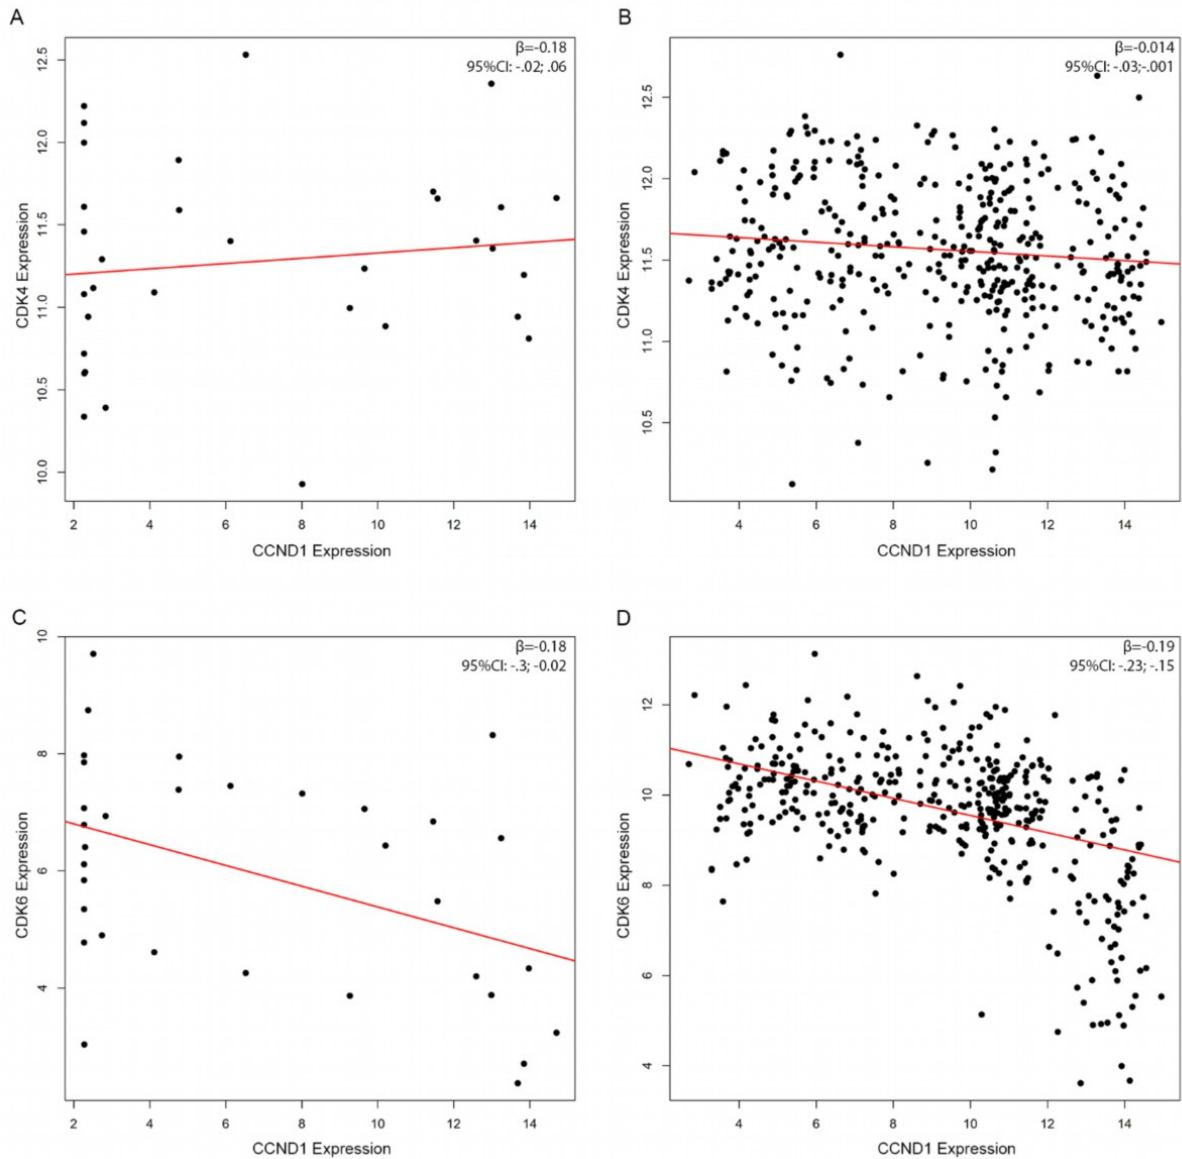 A
β=-0.18
95%CI: -.02; .06
12.5
12.0
11.5
11.0
10.5
10.0
CDK4 Expression
2 4 6 8 10 12 14
CCND1 Expression
B
β=-0.014
95%CI: -.03;-.001
12.5
12.0
11.5
11.0
10.5
CDK4 Expression
4 6 8 10 12 14
CCND1 Expression
C
β=-0.18
95%CI: -.3; -0.02
10
8
6
4
CDK6 Expression
2 4 6 8 10 12 14
CCND1 Expression
D
β=-0.19
95%CI: -.23; -.15
12
10
8
6
4
CDK6 Expression
4 6 8 10 12 14
CCND1 Expression